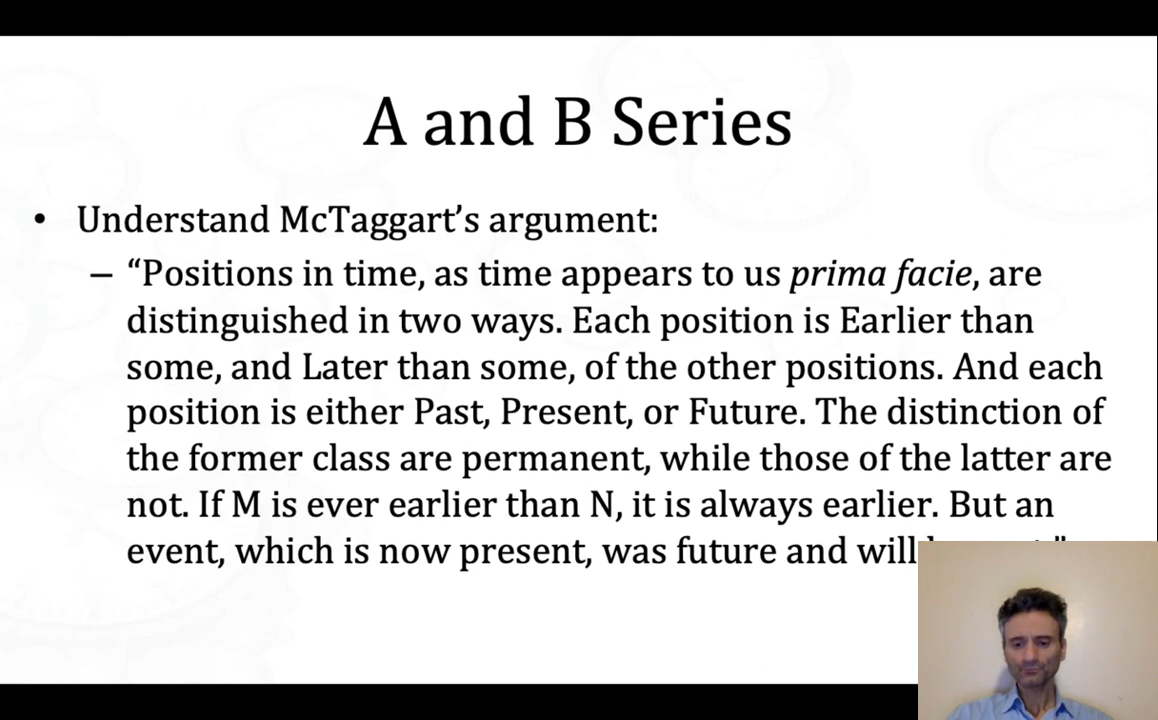 A and B Series
• Understand McTaggart’s argument:
– “Positions in time, as time appears to us prima facie, are
distinguished in two ways. Each position is Earlier than
some, and Later than some, of the other positions. And each
position is either Past, Present, or Future. The distinction of
the former class are permanent, while those of the latter are
not. If M is ever earlier than N, it is always earlier. But an
event, which is now present, was future and will